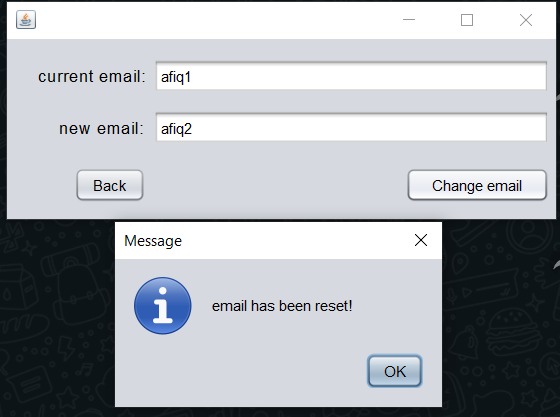 current email: afiq1
new email: afiq2
Back Change email
Message
email has been reset!
OK